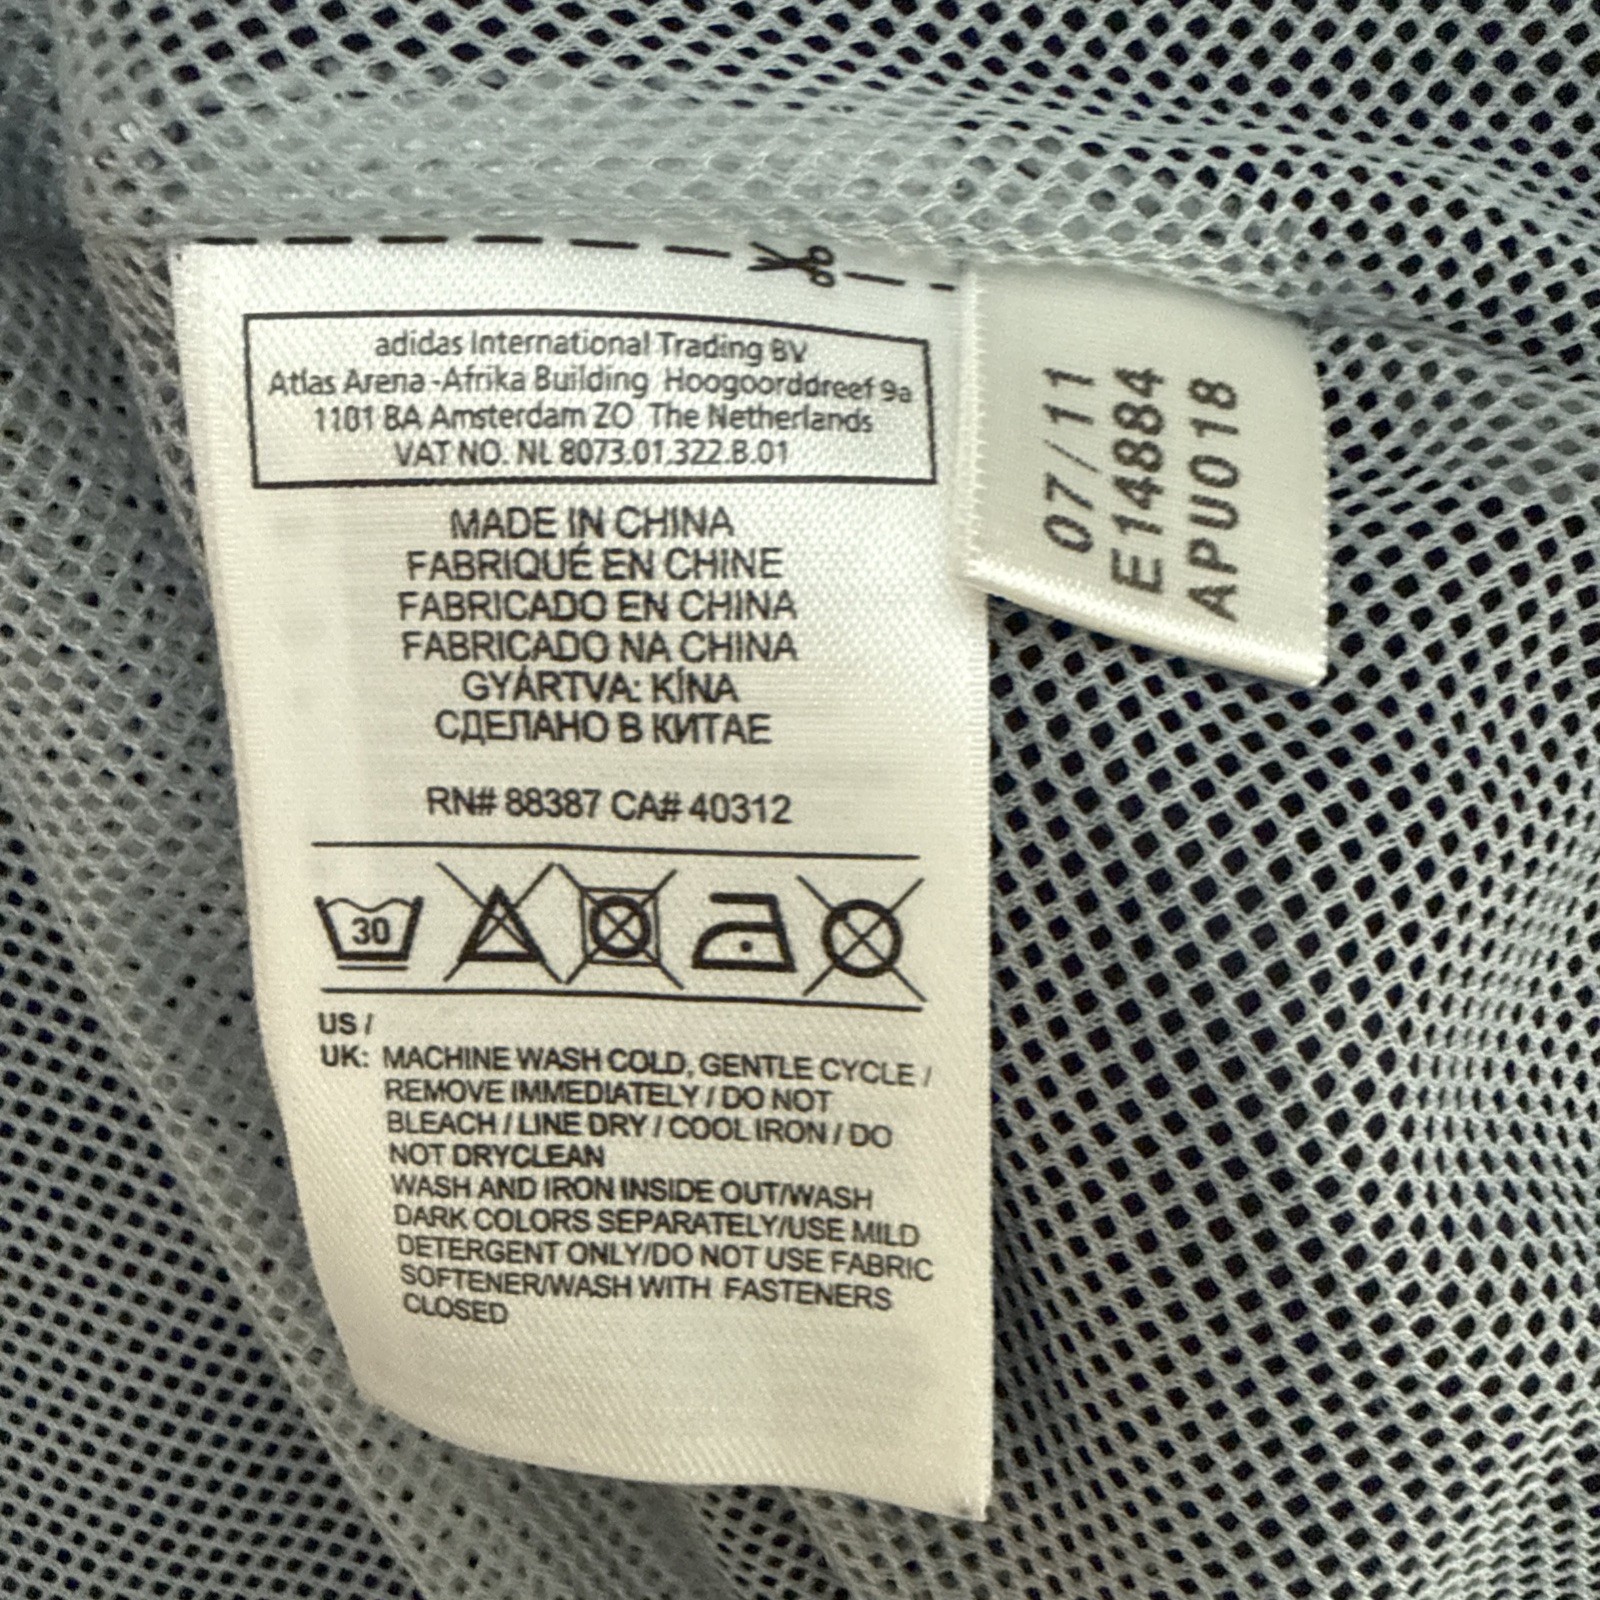 adidas International Trading BV
Atlas Arena - Afrika Building Hoogoorddreef 9a
1101 BA Amsterdam ZO The Netherlands
VAT NO. NL 8073.01.322.B.01
MADE IN CHINA
FABRIQUÉ EN CHINE
FABRICADO EN CHINA
FABRICADO NA CHINA
GYÁRTVA: KÍNA
СДЕЛАНО В КИТАЕ
RN# 88387 CA# 40312
30
US /
UK: MACHINE WASH COLD, GENTLE CYCLE /
REMOVE IMMEDIATELY / DO NOT
BLEACH / LINE DRY / COOL IRON / DO
NOT DRYCLEAN
WASH AND IRON INSIDE OUT/WASH
DARK COLORS SEPARATELY/USE MILD
DETERGENT ONLY/DO NOT USE FABRIC
SOFTENER/WASH WITH FASTENERS
CLOSED
07/11
E14884
APU018